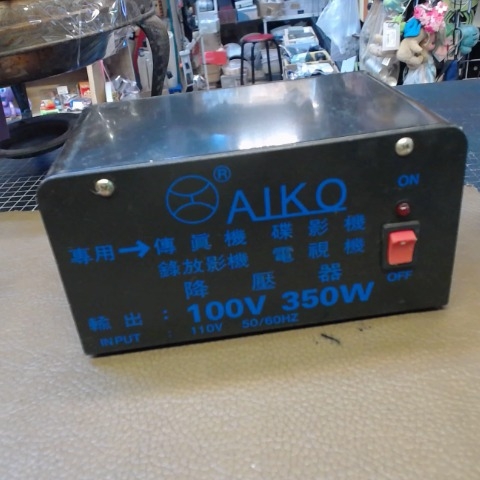 ® AIKO
ON
專用→傳眞機 碟影機
錄放影機 電視機
OFF
降壓器
輸出：100V 350W
INPUT : 110V 50/60HZ